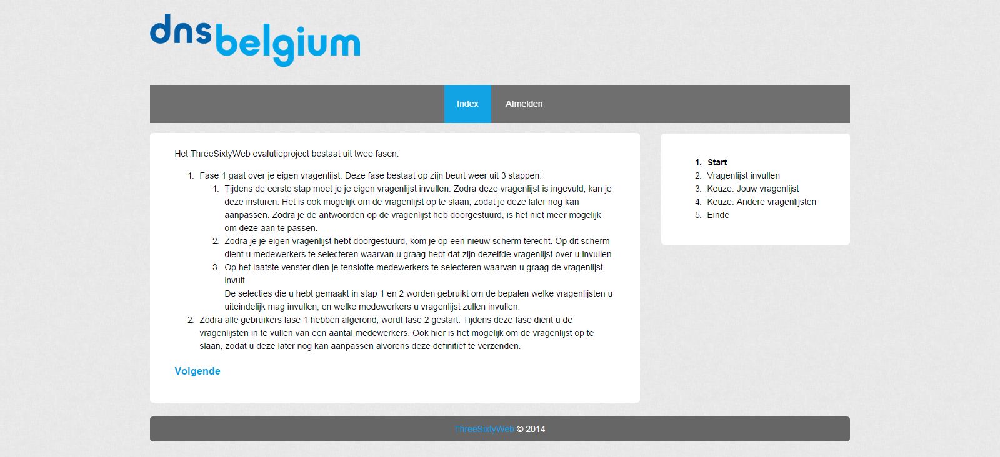 dnsbelgium
Index Afmelden
Het ThreeSixtyWeb evalutieproject bestaat uit twee fasen:
1. Fase 1 gaat over je eigen vragenlijst. Deze fase bestaat op zijn beurt weer uit 3 stappen:
1. Tijdens de eerste stap moet je je eigen vragenlijst invullen. Zodra deze vragenlijst is ingevuld, kan je
deze insturen. Het is ook mogelijk om de vragenlijst op te slaan, zodat je deze later nog kan
aanpassen. Zodra je de antwoorden op de vragenlijst heb doorgestuurd, is het niet meer mogelijk
om deze aan te passen.
2. Zodra je je eigen vragenlijst hebt doorgestuurd, kom je op een nieuw scherm terecht. Op dit scherm
dient u medewerkers te selecteren waarvan u graag hebt dat zijn dezelfde vragenlijst over u invullen.
3. Op het laatste venster dien je tenslotte medewerkers te selecteren waarvan u graag de vragenlijst
invult
De selecties die u hebt gemaakt in stap 1 en 2 worden gebruikt om de bepalen welke vragenlijsten u
uiteindelijk mag invullen, en welke medewerkers u vragenlijst zullen invullen.
2. Zodra alle gebruikers fase 1 hebben afgerond, wordt fase 2 gestart. Tijdens deze fase dient u de
vragenlijsten in te vullen van een aantal medewerkers. Ook hier is het mogelijk om de vragenlijst op te
slaan, zodat u deze later nog kan aanpassen alvorens deze definitief te verzenden.
Volgende
1. Start
2. Vragenlijst invullen
3. Keuze: Jouw vragenlijst
4. Keuze: Andere vragenlijsten
5. Einde
ThreeSixtyWeb © 2014